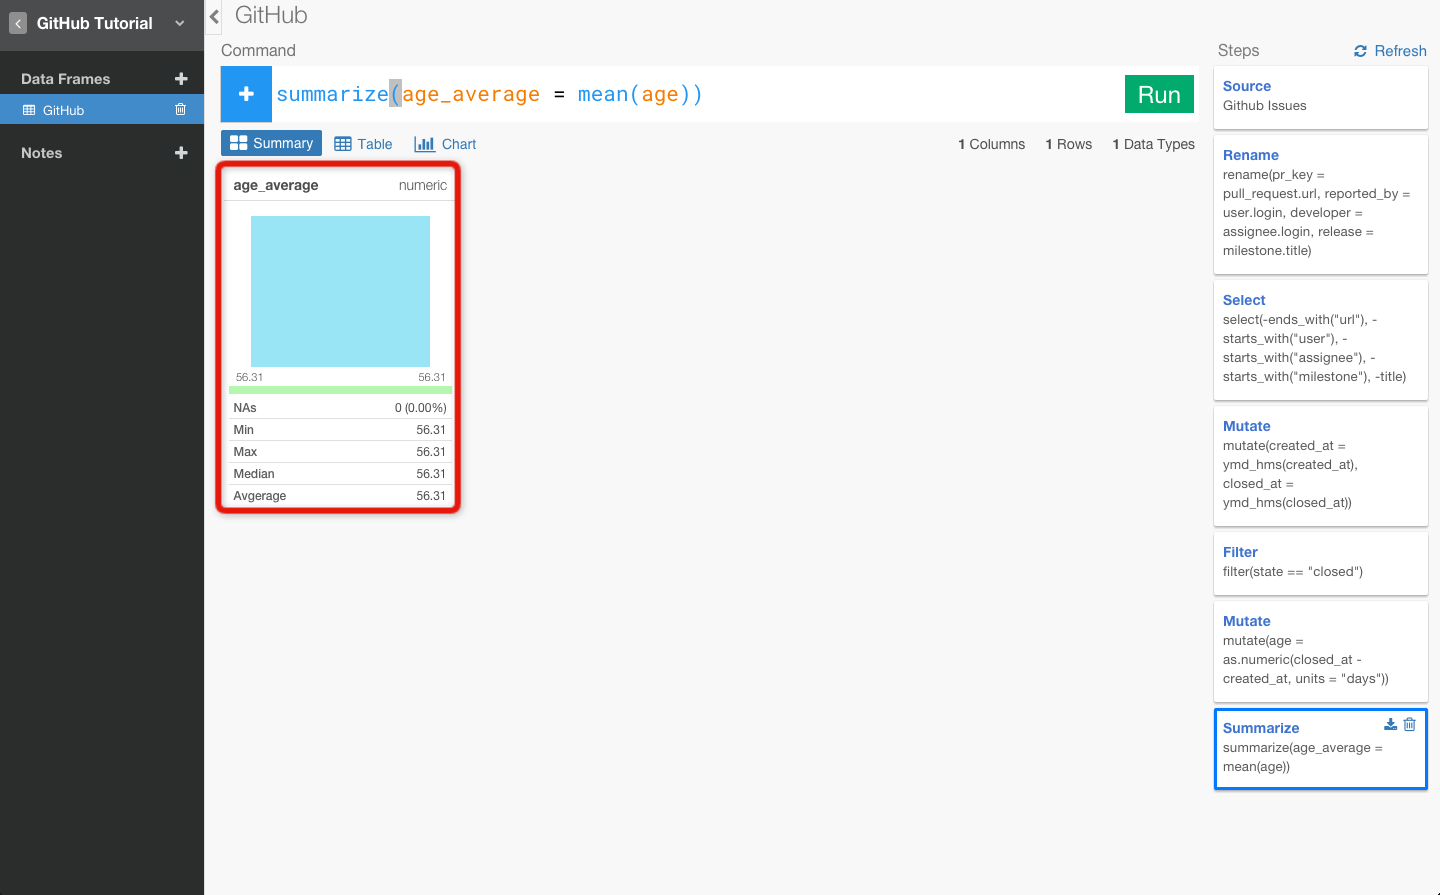 GitHub Tutorial
Data Frames
GitHub
Notes
GitHub
Command
summarize(age_average = mean(age))
Run
Summary
Table
Chart
1 Columns
1 Rows
1 Data Types
age_average
numeric
56.31
56.31
NAs 0 (0.00%)
Min 56.31
Max 56.31
Median 56.31
Avgerage 56.31
Steps
Refresh
Source
Github Issues
Rename
rename(pr_key =
pull_request.url, reported_by =
user.login, developer =
assignee.login, release =
milestone.title)
Select
select(-ends_with("url"), -
starts_with("user"), -
starts_with("assignee"), -
starts_with("milestone"), -title)
Mutate
mutate(created_at =
ymd_hms(created_at),
closed_at =
ymd_hms(closed_at))
Filter
filter(state == "closed")
Mutate
mutate(age =
as.numeric(closed_at -
created_at, units = "days"))
Summarize
summarize(age_average =
mean(age))